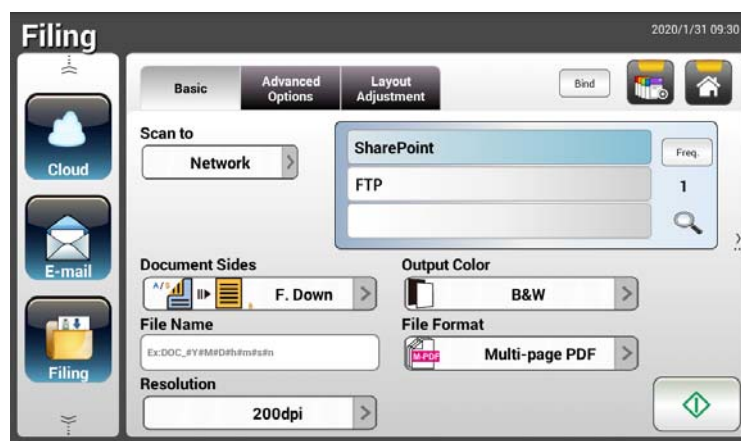 Filing
2020/1/31 09:30
Basic
Advanced
Options
Layout
Adjustment
Bind
Cloud
Scan to
Network
SharePoint
Freq.
FTP
1
E-mail
Document Sides
Output Color
A/S
F. Down
B&W
File Name
File Format
Ex:DOC_#Y#M#D#h#m#s#n
M-PDF
Multi-page PDF
Filing
Resolution
200dpi